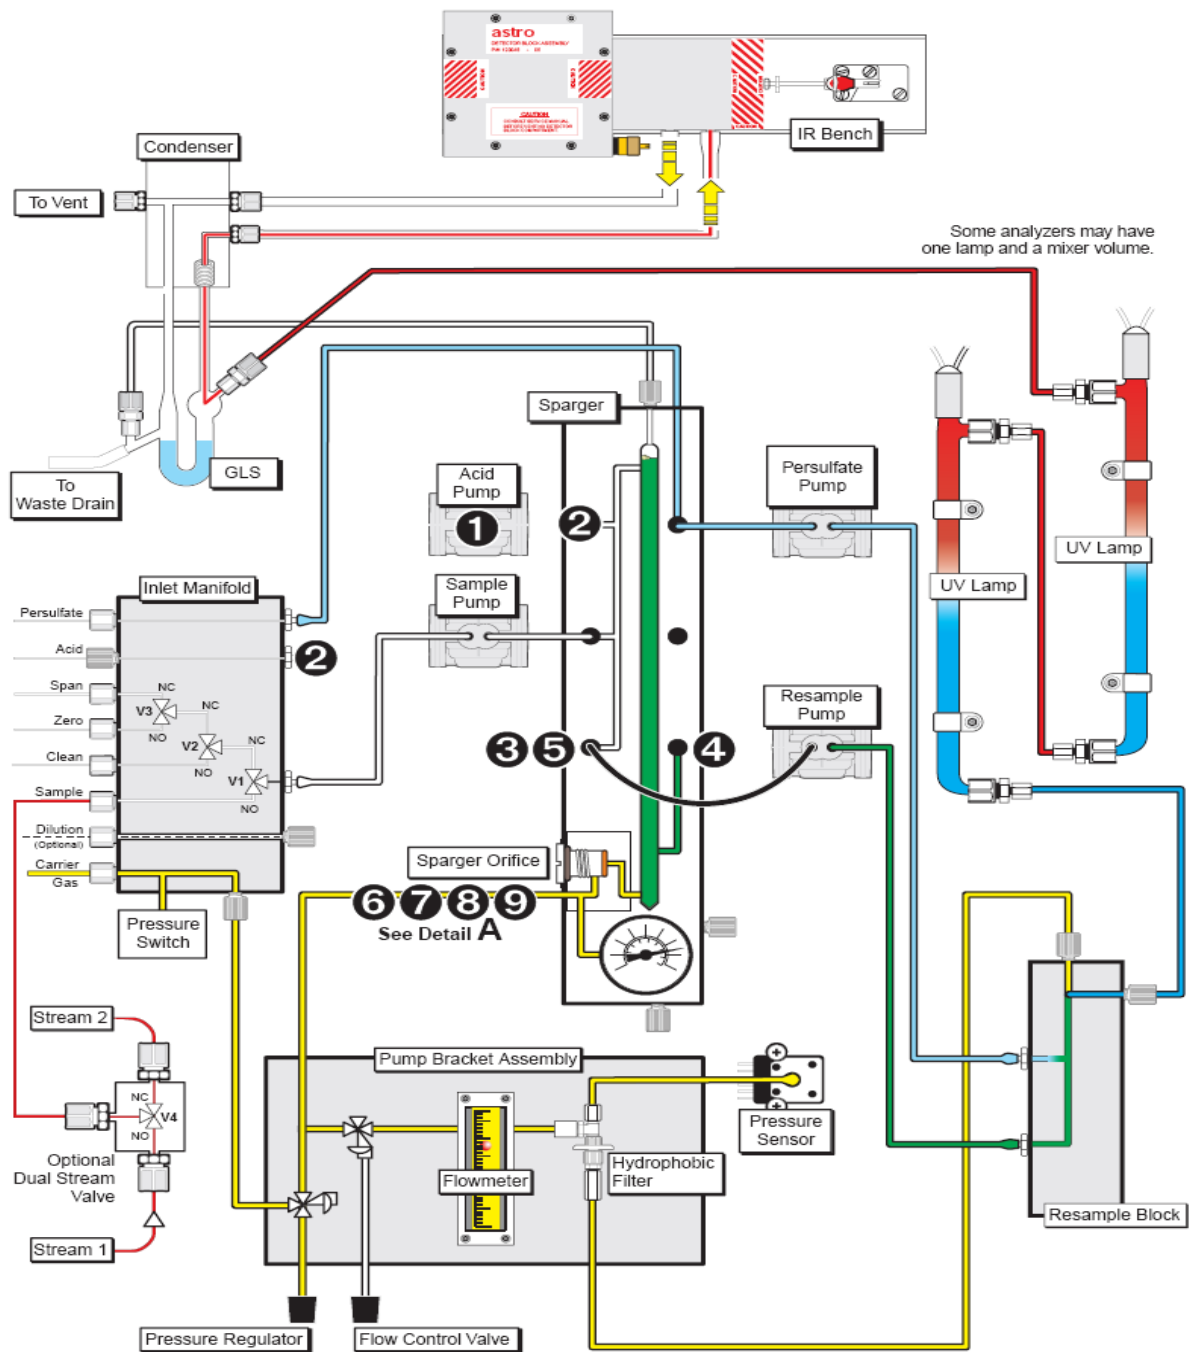 astro
DETECTOR BLOCK ASSEMBLY
CAUTION
IR Bench
Condenser
To Vent
Some analyzers may have
one lamp and a mixer volume.
Sparger
GLS
To
Waste Drain
Acid
Pump
1
2
Persulfate
Pump
UV Lamp
UV Lamp
Inlet Manifold
Sample
Pump
Persulfate
Acid
2
Span
NC
V3
NO
NC
Zero
V2
NC
NO
Clean
V1
Sample
NO
Dilution
(Optional)
Carrier
Gas
Resample
Pump
3 5
4
Sparger Orifice
6 7 8 9
See Detail A
Pressure
Switch
Stream 2
NC
V4
NO
Optional
Dual Stream
Valve
Stream 1
Pump Bracket Assembly
Pressure
Sensor
Flowmeter
Hydrophobic
Filter
Resample Block
Pressure Regulator
Flow Control Valve